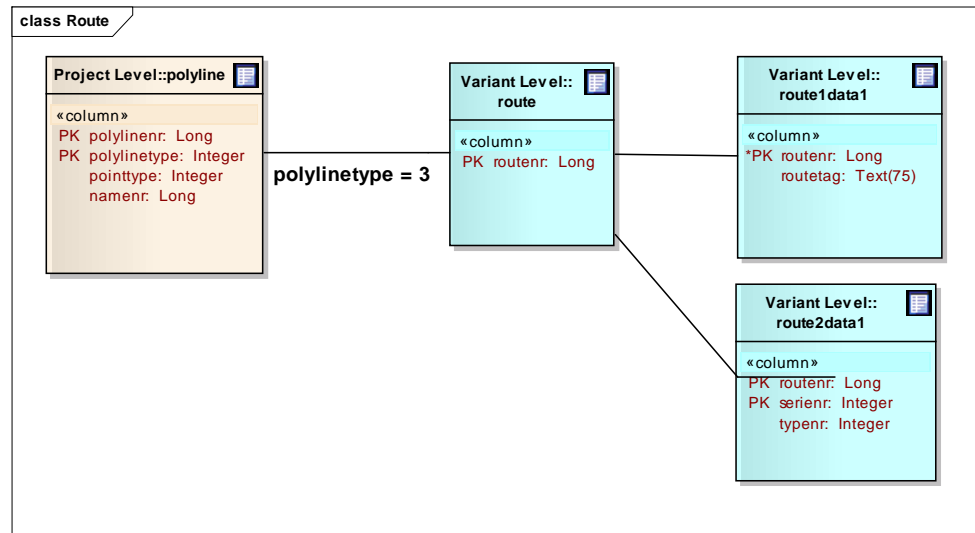 class Route
Project Level::polyline
«column»
PK polylinenr: Long
PK polylinetype: Integer
pointtype: Integer
namenr: Long
polylinetype = 3
Variant Level::
route
«column»
PK routenr: Long
Variant Level::
route1data1
«column»
*PK routenr: Long
routetag: Text(75)
Variant Level::
route2data1
«column»
PK routenr: Long
PK serienr: Integer
typenr: Integer